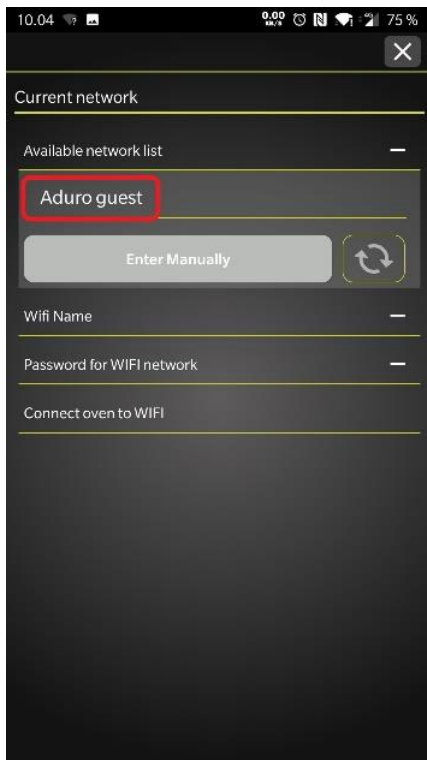 10.04 0.00 KB/S 75 %
Current network
Available network list
Aduro guest
Enter Manually
Wifi Name
Password for WIFI network
Connect oven to WIFI